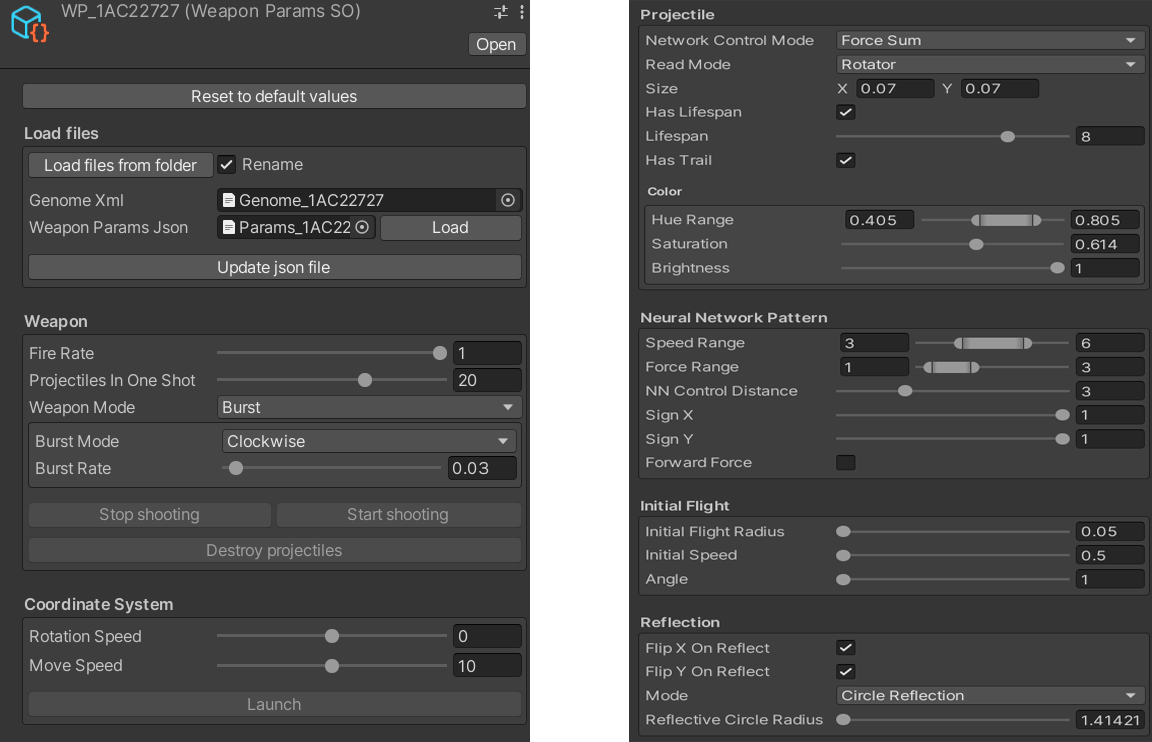 WP_1AC22727 (Weapon Params SO)
Open
Reset to default values
Load files
Load files from folder Rename
Genome Xml Genome_1AC22727
Weapon Params Json Params_1AC22 Load
Update json file
Weapon
Fire Rate 1
Projectiles In One Shot 20
Weapon Mode Burst
Burst Mode Clockwise
Burst Rate 0.03
Stop shooting Start shooting
Destroy projectiles
Coordinate System
Rotation Speed 0
Move Speed 10
Launch
Projectile
Network Control Mode Force Sum
Read Mode Rotator
Size X 0.07 Y 0.07
Has Lifespan
Lifespan 8
Has Trail
Color
Hue Range 0.405 0.805
Saturation 0.614
Brightness 1
Neural Network Pattern
Speed Range 3 6
Force Range 1 3
NN Control Distance 3
Sign X 1
Sign Y 1
Forward Force
Initial Flight
Initial Flight Radius 0.05
Initial Speed 0.5
Angle 1
Reflection
Flip X On Reflect
Flip Y On Reflect
Mode Circle Reflection
Reflective Circle Radius 1.41421